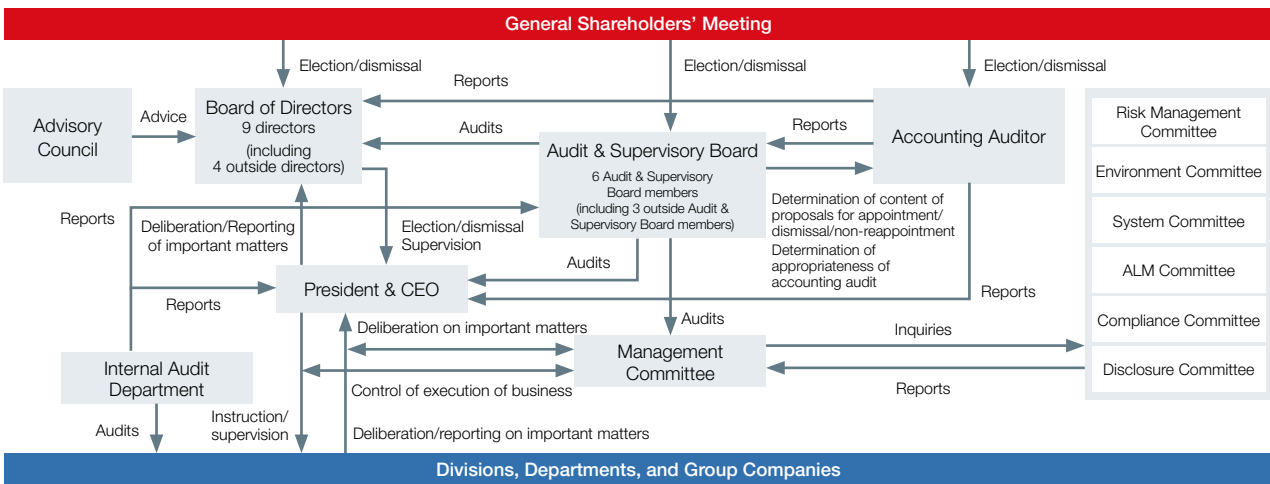 General Shareholders' Meeting
Election/dismissal
Election/dismissal
Election/dismissal
Reports
Advisory
Council
Advice
Board of Directors
9 directors
(including
4 outside directors)
Audits
Audit & Supervisory Board
6 Audit & Supervisory
Board members
(including 3 outside Audit &
Supervisory Board members)
Reports
Accounting Auditor
Risk Management
Committee
Environment Committee
System Committee
ALM Committee
Compliance Committee
Disclosure Committee
Reports
Deliberation/Reporting
of important matters
Election/dismissal
Supervision
Determination of content of
proposals for appointment/
dismissal/non-reappointment
Determination of
appropriateness of
accounting audit
Audits
President & CEO
Reports
Reports
Deliberation on important matters
Audits
Inquiries
Management
Committee
Internal Audit
Department
Control of execution of business
Reports
Audits
Instruction/
supervision
Deliberation/reporting on important matters
Divisions, Departments, and Group Companies